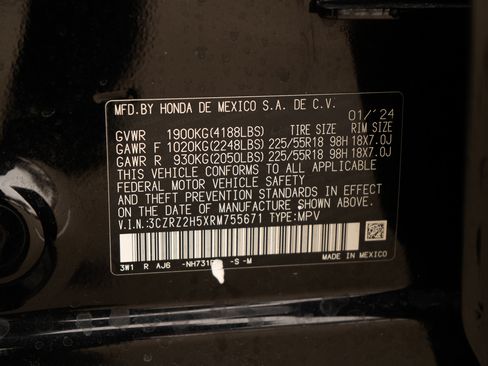 MFD.BY HONDA DE MEXICO S.A. DE C.V.
01/'24
GVWR 1900KG(4188LBS) TIRE SIZE RIM SIZE
GAWR F 1020KG(2248LBS) 225/55R18 98H 18X7.0J
GAWR R 930KG(2050LBS) 225/55R18 98H 18X7.0J
THIS VEHICLE CONFORMS TO ALL APPLICABLE
FEDERAL MOTOR VEHICLE SAFETY
AND THEFT PREVENTION STANDARDS IN EFFECT
ON THE DATE OF MANUFACTURE SHOWN ABOVE.
V.I.N.:3CZRZ2H5XRM755671 TYPE:MPV
3W1 R AJ6 -S -M
MADE IN MEXICO